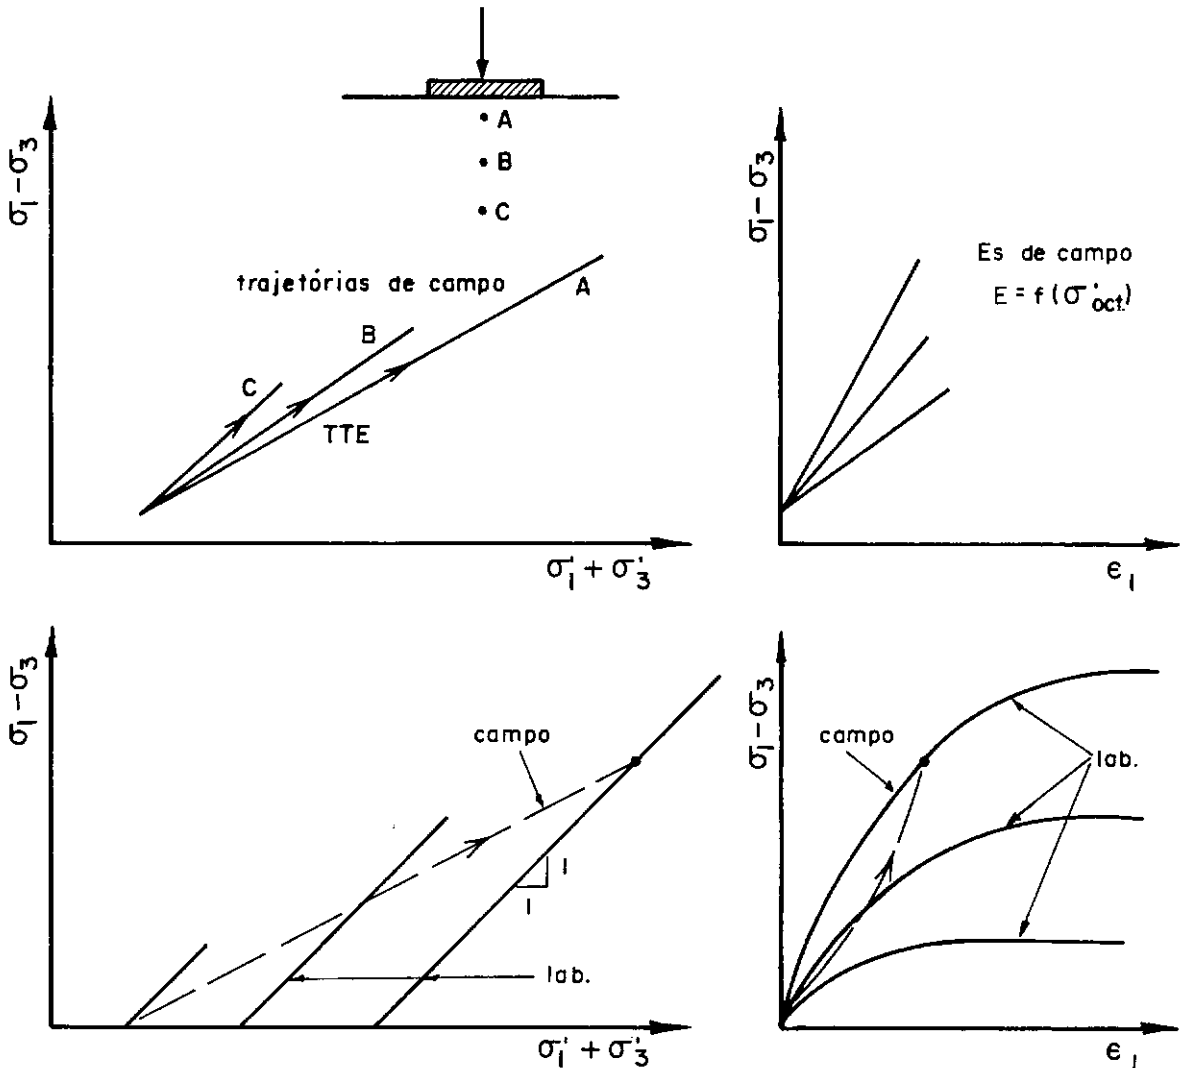 A
B
C
σ₁ – σ₃
trajetórias de campo
A
B
C
TTE
σ'₁ + σ'₃
σ₁ – σ₃
Es de campo
E = f (σ'oct.)
ϵ₁
σ₁ – σ₃
campo
1
1
lab.
σ'₁ + σ'₃
σ₁ – σ₃
campo
lab.
ϵ₁